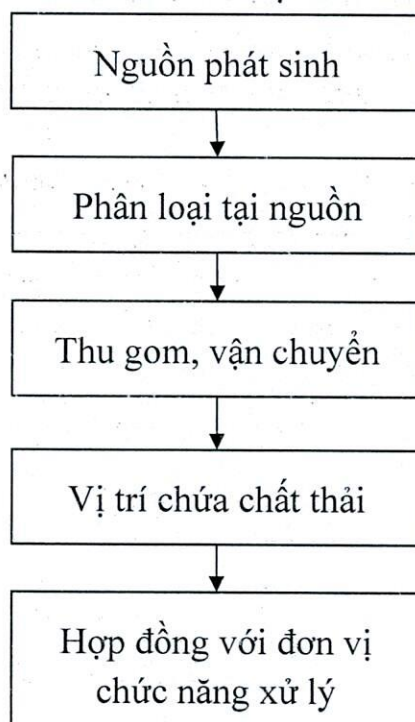 Nguồn phát sinh
Phân loại tại nguồn
Thu gom, vận chuyển
Vị trí chứa chất thải
Hợp đồng với đơn vị
chức năng xử lý